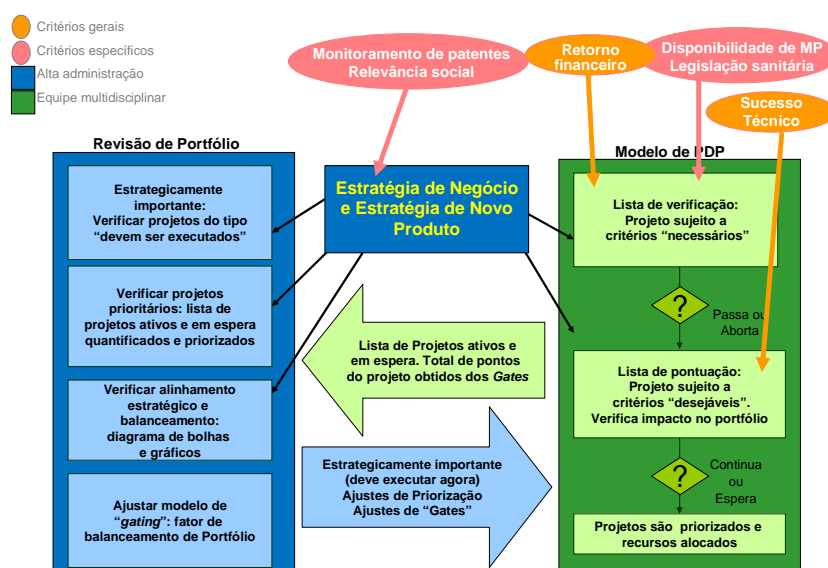 Critérios gerais
Critérios específicos
Alta administração
Equipe multidisciplinar
Monitoramento de patentes
Relevância social
Retorno
financeiro
Disponibilidade de MP
Legislação sanitária
Sucesso
Técnico
Revisão de Portfólio
Modelo de PDP
Estrategicamente
importante:
Verificar projetos do tipo
“devem ser executados”
Estratégia de Negócio
e Estratégia de Novo
Produto
Lista de verificação:
Projeto sujeito a
critérios “necessários”
Verificar projetos
prioritários: lista de
projetos ativos e em espera
quantificados e priorizados
?
Passa ou
Aborta
Lista de Projetos ativos e
em espera. Total de pontos
do projeto obtidos dos Gates
Lista de pontuação:
Projeto sujeito a
critérios “desejáveis”.
Verifica impacto no portfólio
Verificar alinhamento
estratégico e
balanceamento:
diagrama de bolhas
e gráficos
Estrategicamente importante
(deve executar agora)
Ajustes de Priorização
Ajustes de “Gates”
?
Continua
ou
Espera
Ajustar modelo de
“gating”: fator de
balanceamento de Portfólio
Projetos são priorizados e
recursos alocados